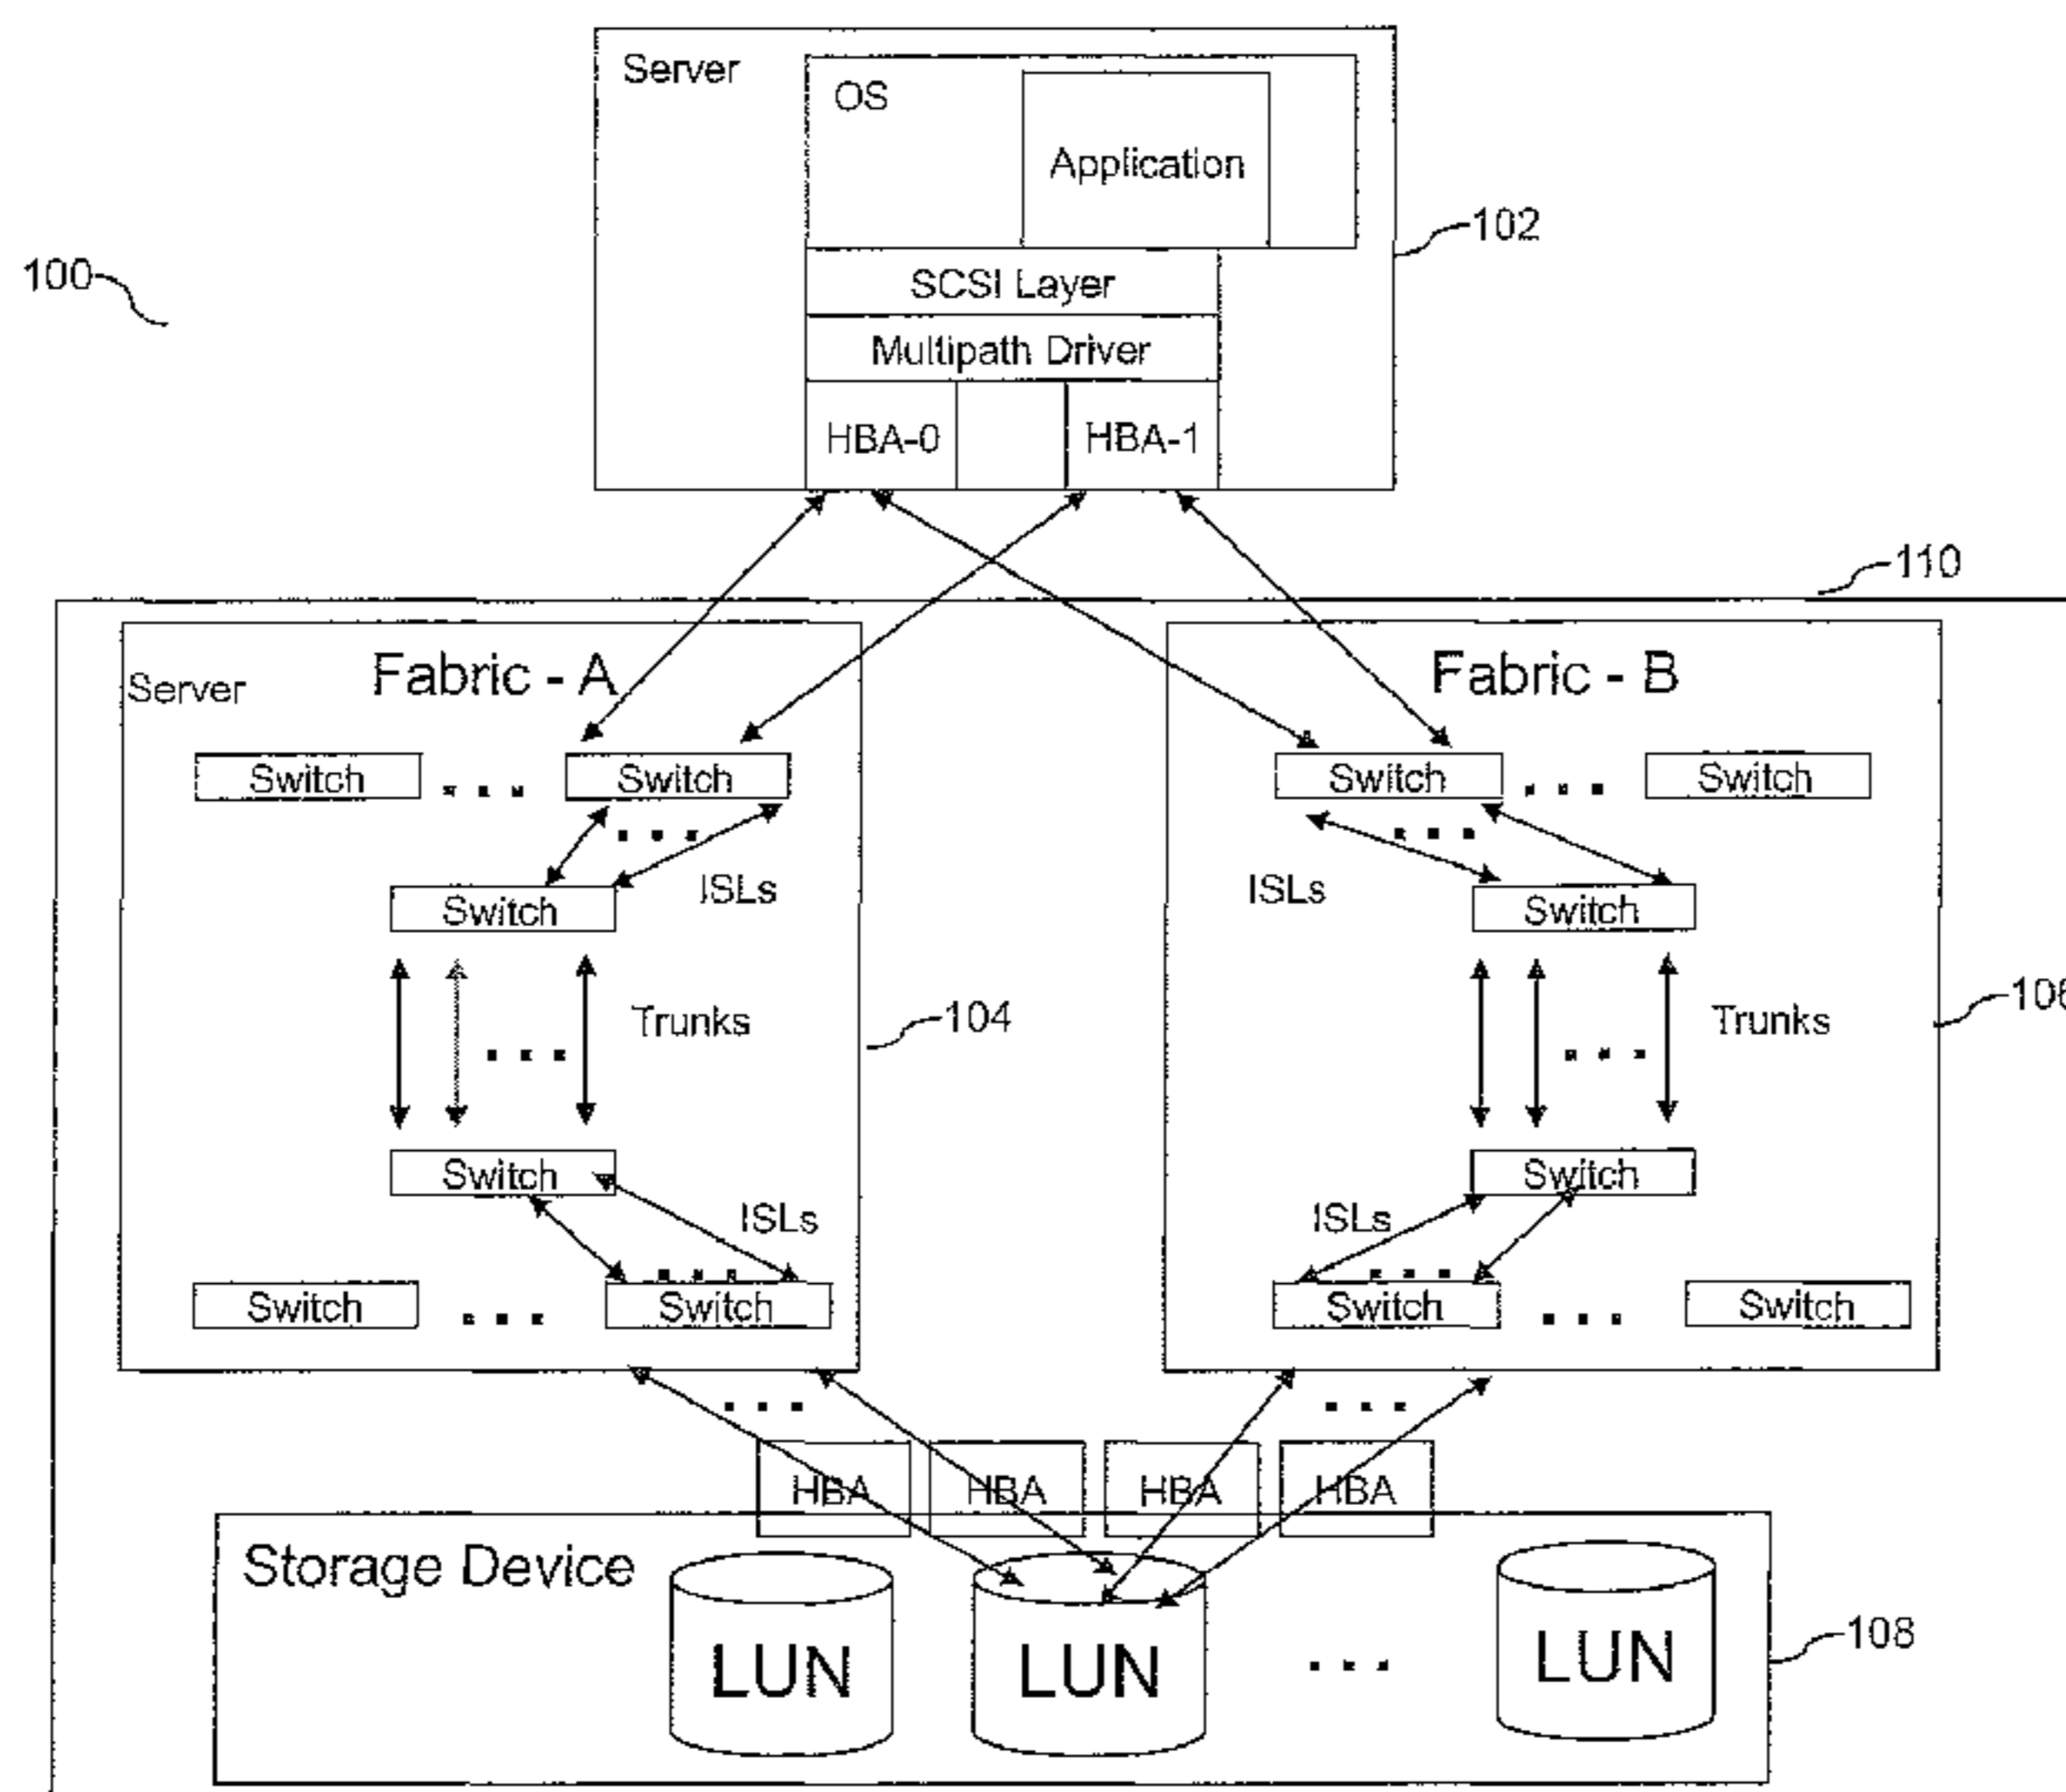 Server
OS
Application
102
100
SCSI Layer
Multipath Driver
HBA-0 HBA-1
110
Server Fabric - A Fabric - B
Switch . . . Switch Switch . . . Switch
. . . . . .
ISLs ISLs
Switch Switch
Trunks 104 Trunks 106
. . . . . .
Switch Switch
ISLs ISLs
. . . . . .
Switch . . . Switch Switch . . . Switch
. . . . . .
HBA HBA HBA HBA
Storage Device
LUN LUN . . . LUN
108